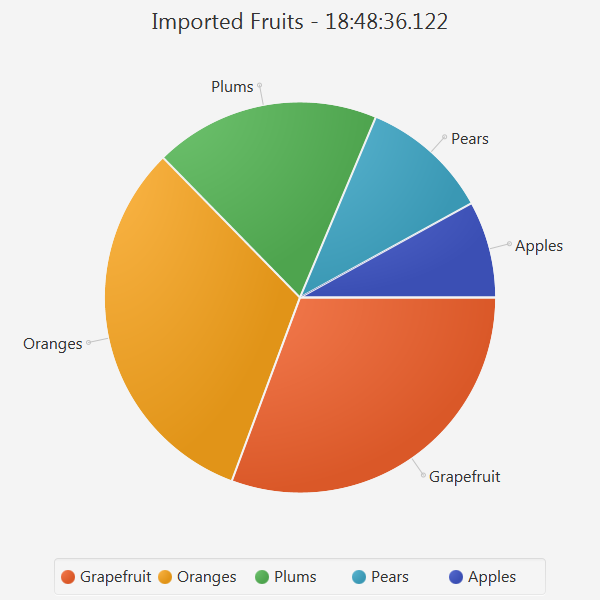 Imported Fruits - 18:48:36.122
Plums
Pears
Apples
Oranges
Grapefruit
Grapefruit Oranges Plums Pears Apples